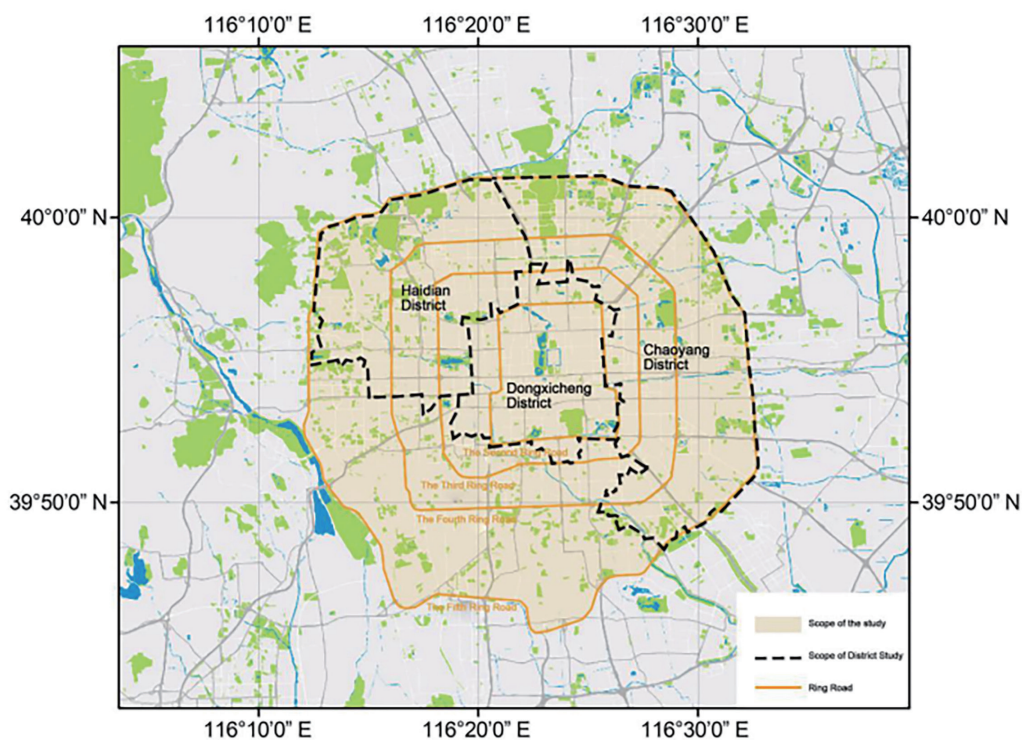 116°10'0" E
116°20'0" E
116°30'0" E
40°0'0" N
40°0'0" N
Haidian
District
Chaoyang
District
Dongxicheng
District
The Second Ring Road
The Third Ring Road
39°50'0" N
39°50'0" N
The Fourth Ring Road
The Fifth Ring Road
Scope of the study
Scope of District Study
Ring Road
116°10'0" E
116°20'0" E
116°30'0" E